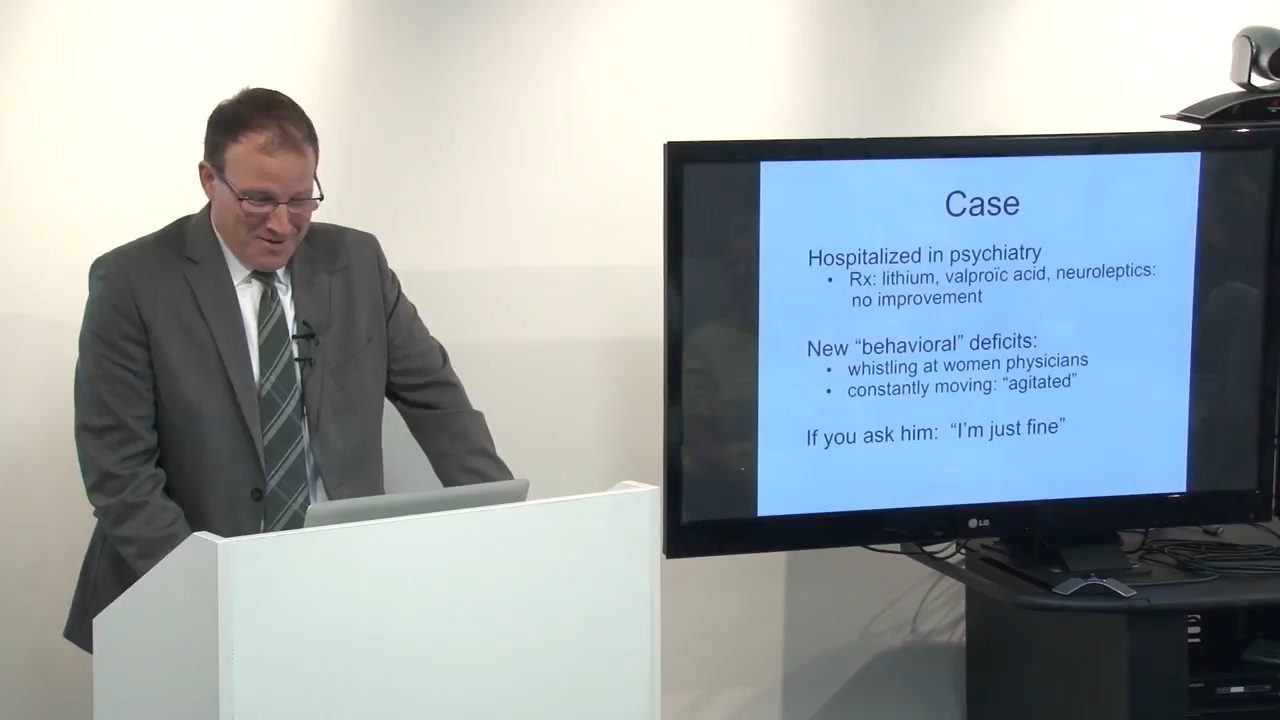 Case
Hospitalized in psychiatry
• Rx: lithium, valproïc acid, neuroleptics:
no improvement
New “behavioral” deficits:
• whistling at women physicians
• constantly moving: “agitated”
If you ask him: “I’m just fine”
LG